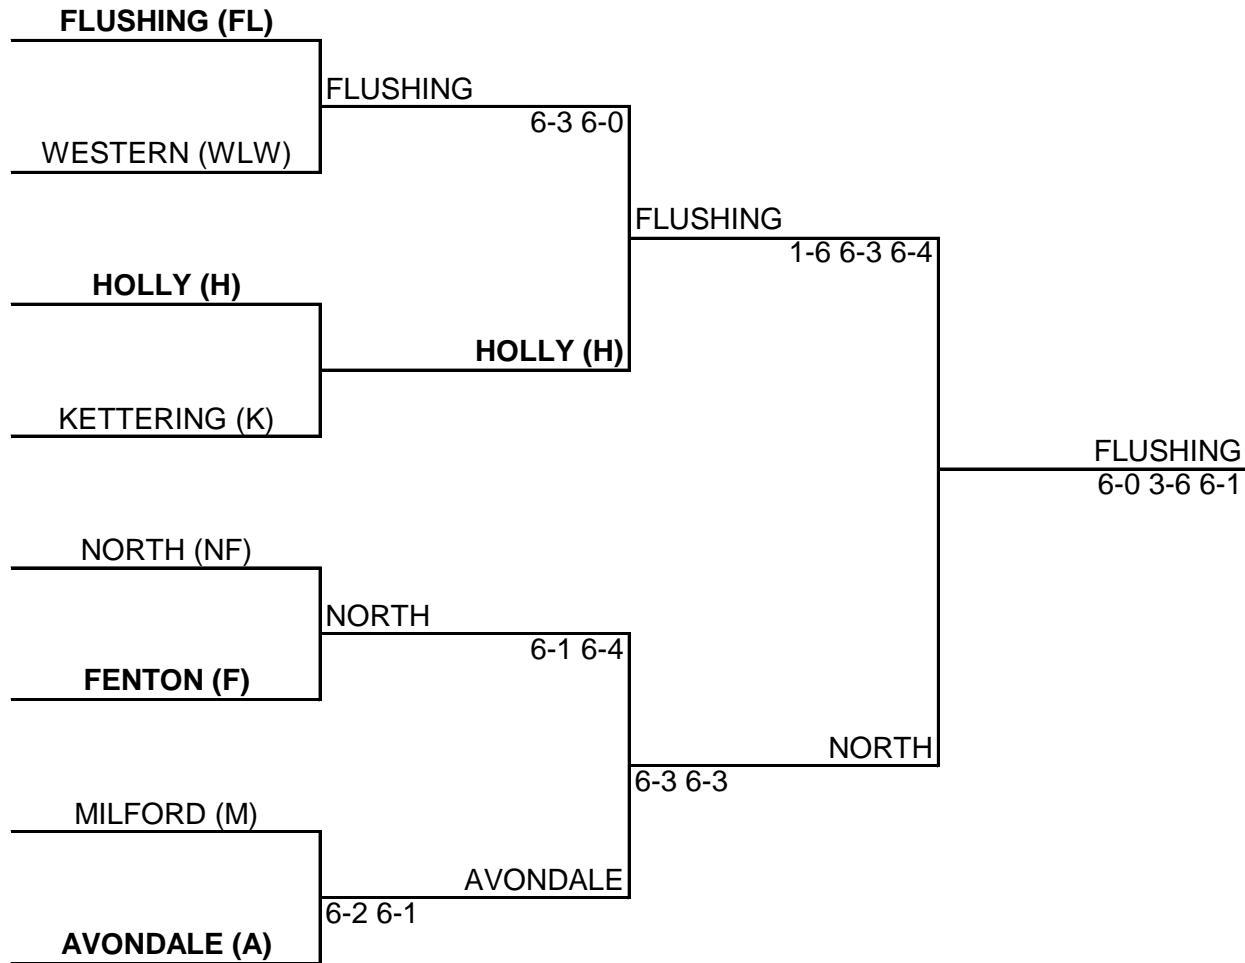 FLUSHING (FL)
FLUSHING
6-3 6-0
WESTERN (WLW)
FLUSHING
1-6 6-3 6-4
HOLLY (H)
HOLLY (H)
KETTERING (K)
FLUSHING
6-0 3-6 6-1
NORTH (NF)
NORTH
6-1 6-4
FENTON (F)
NORTH
6-3 6-3
MILFORD (M)
AVONDALE
6-2 6-1
AVONDALE (A)